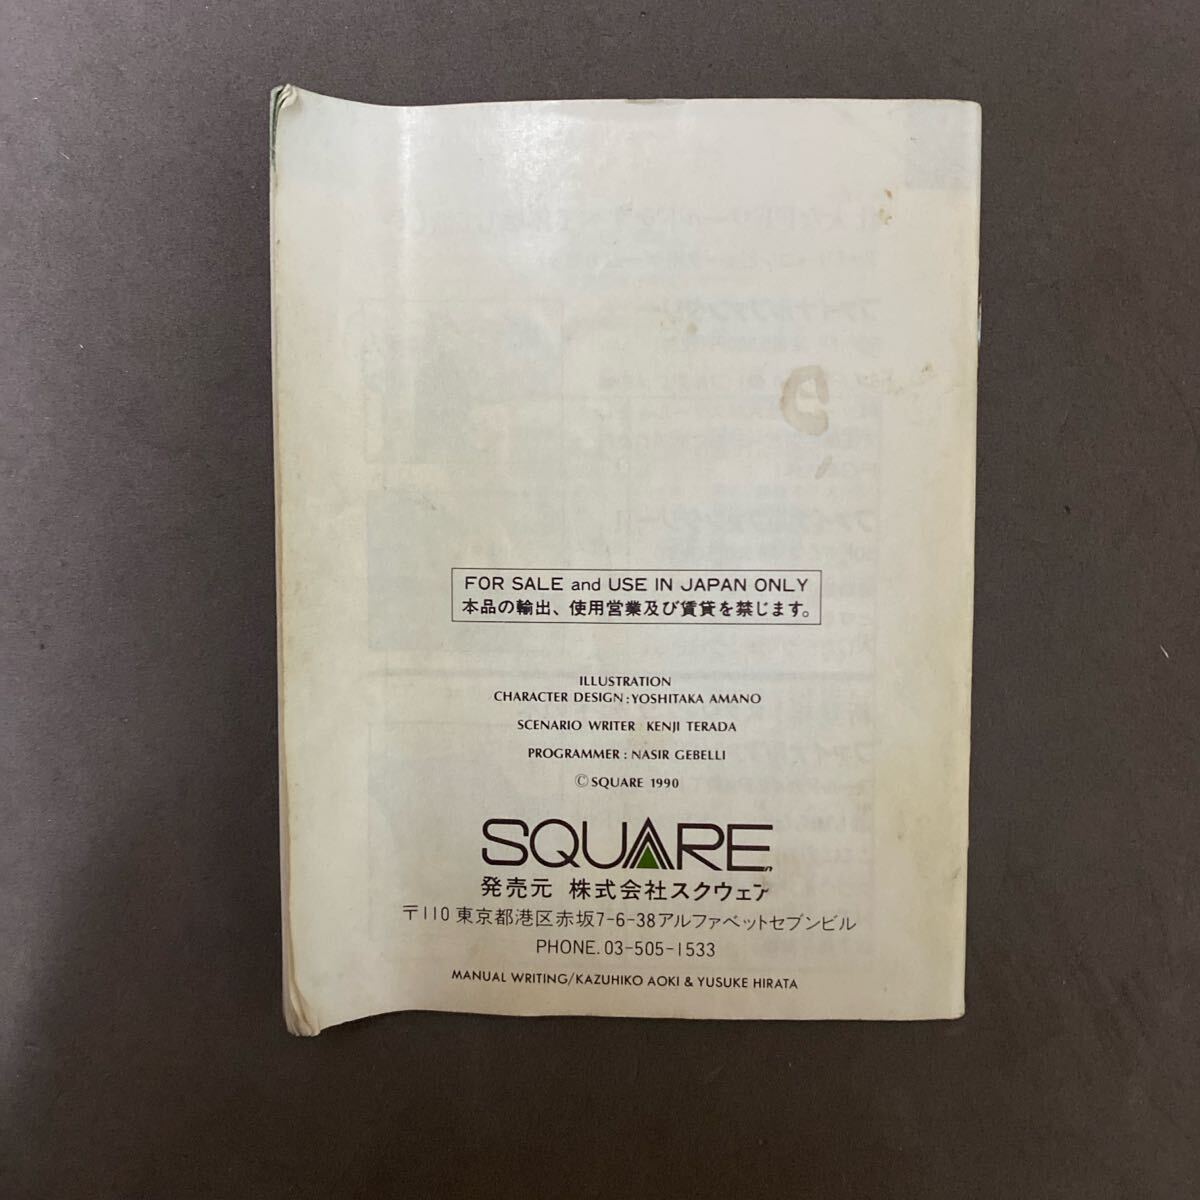 FOR SALE and USE IN JAPAN ONLY
本品の輸出、使用営業及び賃貸を禁じます。
ILLUSTRATION
CHARACTER DESIGN:YOSHITAKA AMANO
SCENARIO WRITER KENJI TERADA
PROGRAMMER : NASIR GEBELLI
© SQUARE 1990
SQUARE
発売元 株式会社スクウェア
〒110 東京都港区赤坂7-6-38アルファベットセブンビル
PHONE. 03-505-1533
MANUAL WRITING/KAZUHIKO AOKI & YUSUKE HIRATA